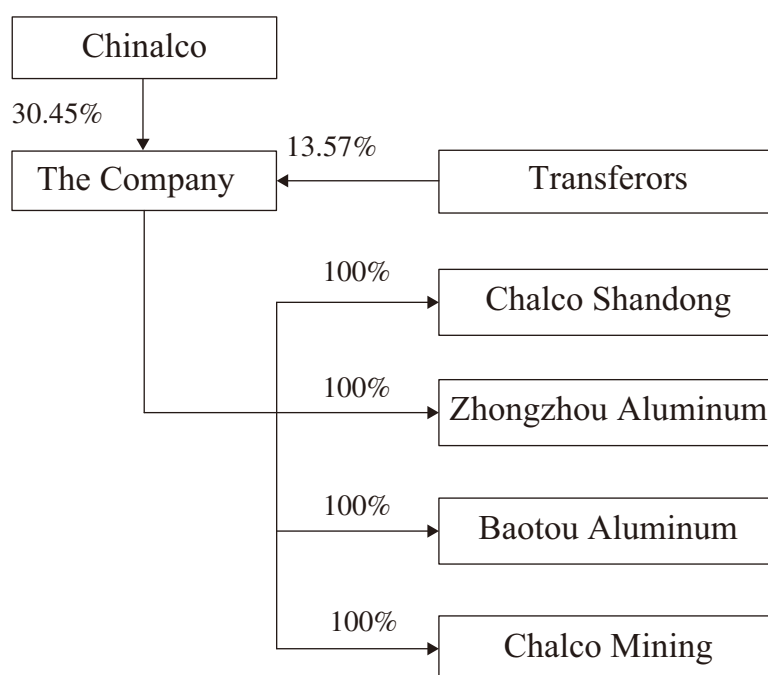 Chinalco
30.45%
13.57%
The Company
Transferors
100%
Chalco Shandong
100%
Zhongzhou Aluminum
100%
Baotou Aluminum
100%
Chalco Mining